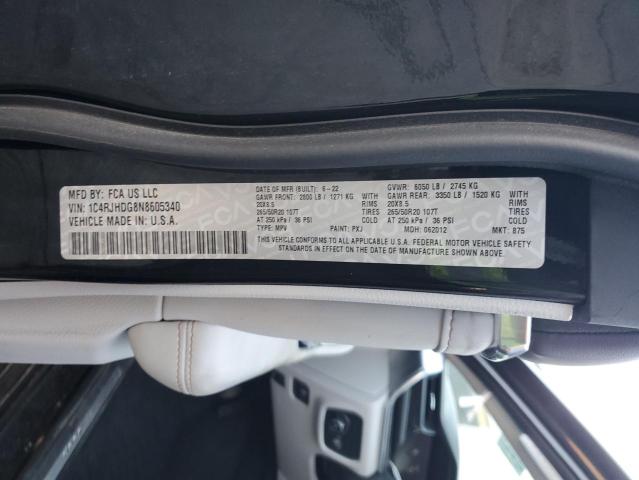 MFD BY: FCA US LLC
VIN: 1C4RJHDG8N8605340
VEHICLE MADE IN: U.S.A.
DATE OF MFR (BUILT): 6-22
GVWR: 6050 LB / 2745 KG
GAWR FRONT: 2800 LB / 1271 KG
WITH
GAWR REAR: 3350 LB / 1520 KG
WITH
20X8.5
RIMS
20X8.5
RIMS
265/50R20 107T
TIRES
265/50R20 107T
TIRES
AT 250 kPa / 36 PSI
COLD
AT 250 kPa / 36 PSI
COLD
TYPE: MPV
PAINT: PXJ
MDH: 062012
MKT: 875
THIS VEHICLE CONFORMS TO ALL APPLICABLE U.S.A. FEDERAL MOTOR VEHICLE SAFETY
STANDARDS IN EFFECT ON THE DATE OF MANUFACTURE SHOWN ABOVE.